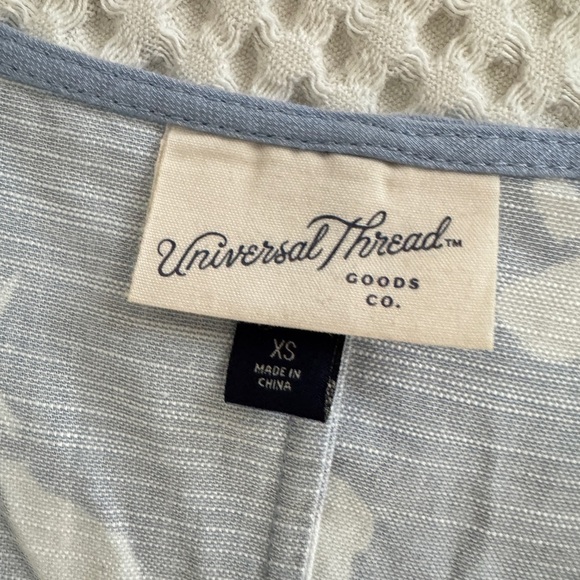 Universal Thread™
GOODS
CO.
XS
MADE IN
CHINA